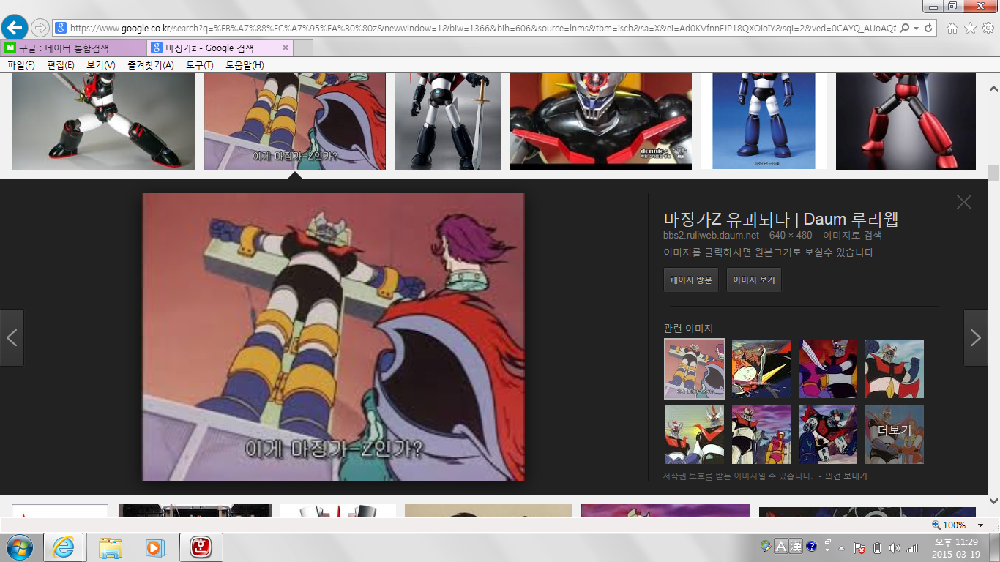 https://www.google.co.kr/search?q=%EB%A7%88%EC%A7%95%EA%B0%80z&newwindow=1&biw=1366&bih=606&source=lnms&tbm=isch&sa=X&ei=Ad0KVfnnFJP18QXOioIY&sqi=2&ved=0CAYQ_AUoAQ#
구글 : 네이버 통합검색
마징가z - Google 검색
파일(F) 편집(E) 보기(V) 즐겨찾기(A) 도구(T) 도움말(H)
이게 마징가-Z인가?
donnie
마징가Z 유괴되다 | Daum 루리웹
bbs2.ruliweb.daum.net - 640 × 480 - 이미지로 검색
이미지를 클릭하시면 원본크기로 보실수 있습니다.
페이지 방문 이미지 보기
관련 이미지
더보기
이게 마징가-Z인가?
저작권 보호를 받는 이미지일 수 있습니다. - 의견 보내기
100%
A 漢
오후 11:29
2015-03-19